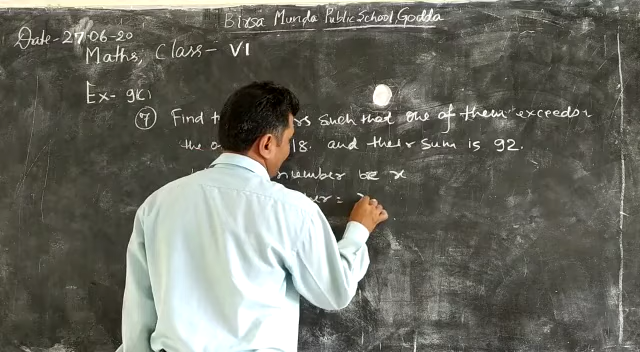 Birsa Munda Public School, Godda
Date-27.06-20
Maths, Class- VI
Ex- 9(c)
⑦ Find such that one of them exceeds
the 18. and their sum is 92.
number be x
=